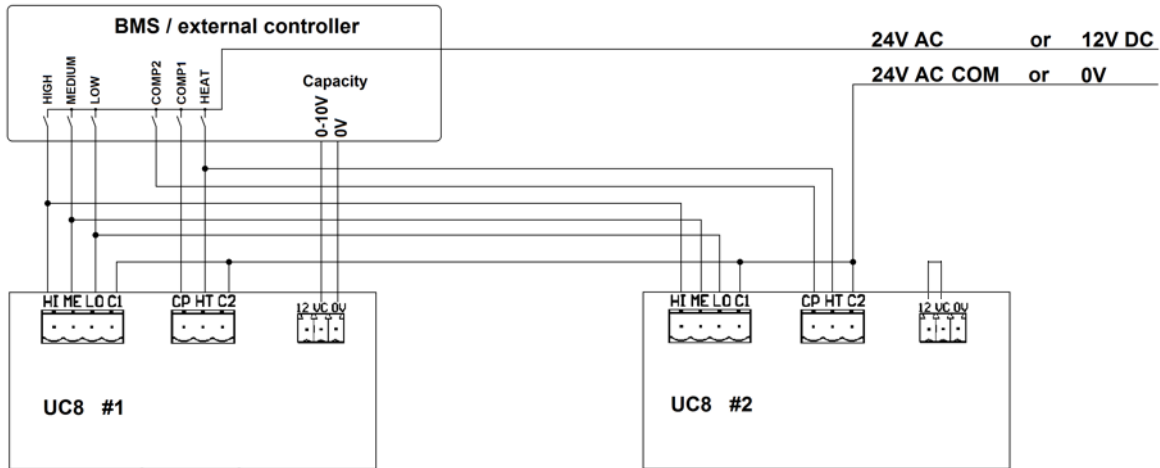 BMS / external controller
24V AC or 12V DC
24V AC COM or 0V
HIGH
MEDIUM
LOW
COMP2
COMP1
HEAT
Capacity
0-10V
0V
HI ME LO C1
CP HT C2
12 VC 0V
HI ME LO C1
CP HT C2
12 VC 0V
UC8 #1
UC8 #2